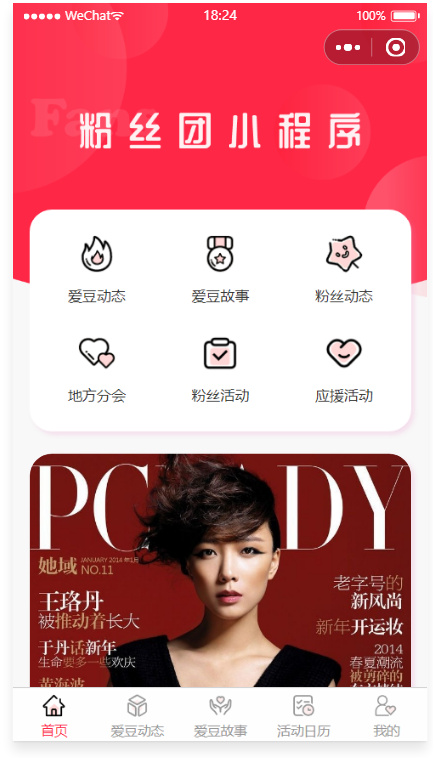 WeChat 18:24 100%
Fans
粉丝团小程序
爱豆动态 爱豆故事 粉丝动态
地方分会 粉丝活动 应援活动
PCLADY
她域 JANUARY 2014 年1月
NO.11
王珞丹
被推动着长大
于丹话新年
生命要多一些欢庆
黄海波
老字号的
新风尚
新年开运妆
2014
春夏潮流
被剪碎的
首页 爱豆动态 爱豆故事 活动日历 我的